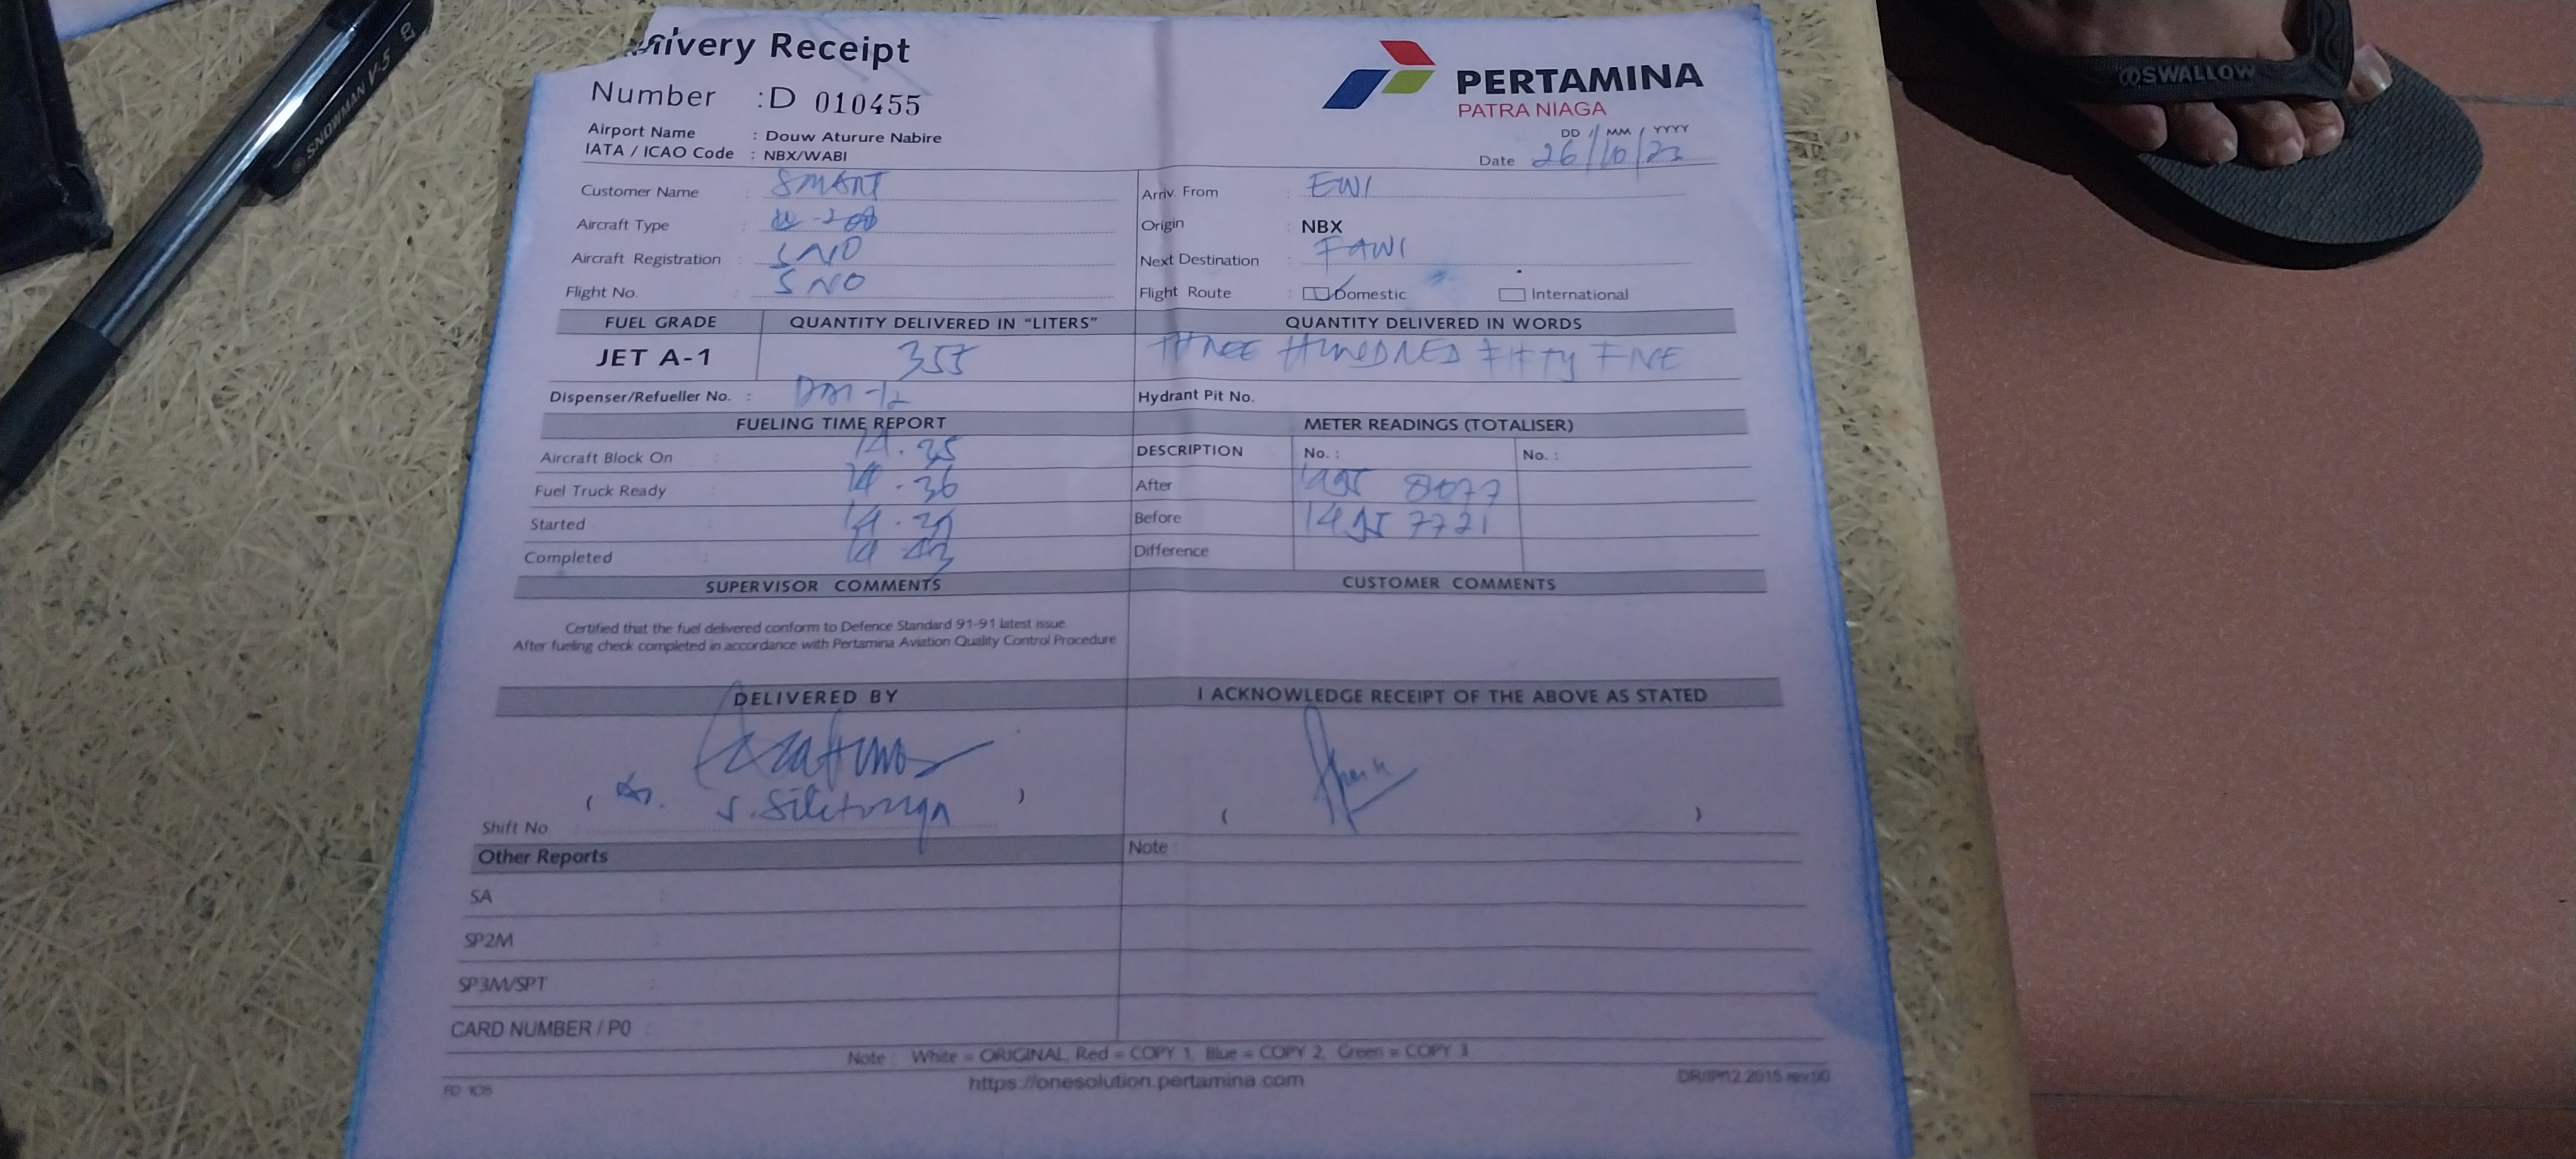 ivery Receipt
PERTAMINA
PATRA NIAGA
Number :D 010455
Airport Name : Douw Aturure Nabire
IATA / ICAO Code : NBX/WABI
DD / MM / YYYY
Date 26/10/23
Customer Name : SMART
Arriv. From : EWI
Aircraft Type :
Origin : NBX
Aircraft Registration : SNO
Next Destination : FAWI
Flight No. : SNO
Flight Route : Domestic International
FUEL GRADE QUANTITY DELIVERED IN "LITERS" QUANTITY DELIVERED IN WORDS
JET A-1 355 THREE HUNDRED FIFTY FIVE
Dispenser/Refueller No. :
Hydrant Pit No.
FUELING TIME REPORT METER READINGS (TOTALISER)
Aircraft Block On : 14.35
DESCRIPTION No. : No. :
Fuel Truck Ready : 14.36
After 8077
Started :
Before 7721
Completed :
Difference
SUPERVISOR COMMENTS CUSTOMER COMMENTS
Certified that the fuel delivered conform to Defence Standard 91-91 latest issue.
After fueling check completed in accordance with Pertamina Aviation Quality Control Procedure
DELIVERED BY I ACKNOWLEDGE RECEIPT OF THE ABOVE AS STATED
( )
( )
Shift No
Other Reports
Note :
SA :
SP2M :
SP3M/SPT :
CARD NUMBER / PO :
Note : White = ORIGINAL, Red = COPY 1, Blue = COPY 2, Green = COPY 3
https://onesolution.pertamina.com
SNOWMAN V-5
SWALLOW